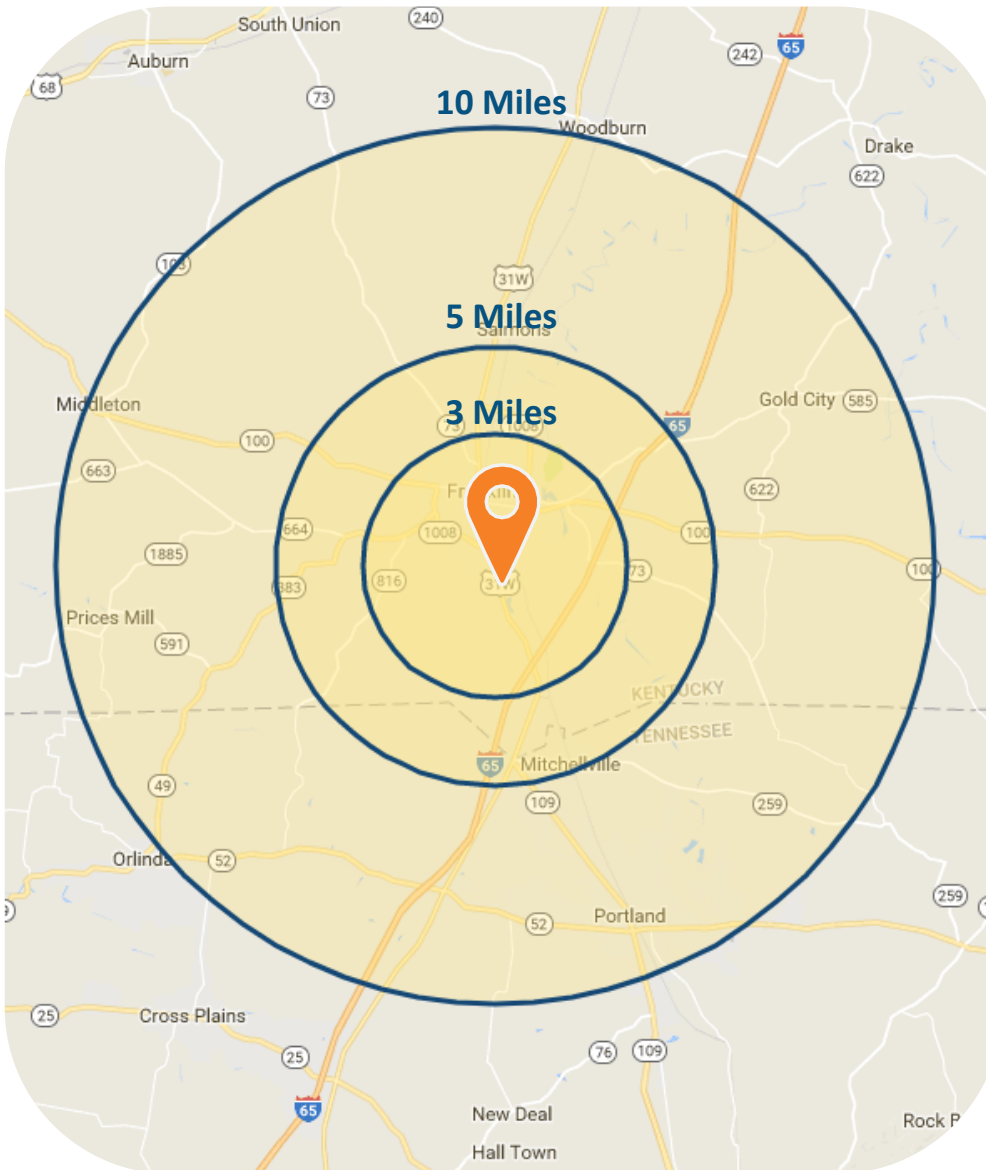 240
South Union
65
242
Auburn
68
73
10 Miles
Woodburn
Drake
622
103
31W
5 Miles
Salmons
3 Miles
Middleton
Gold City
585
73
1008
65
100
663
622
664
1008
100
1885
383
816
31W
73
100
Prices Mill
591
KENTUCKY
TENNESSEE
65
Mitchellville
49
109
259
Orlinda
52
259
52
Portland
25
Cross Plains
25
76
109
65
New Deal
Rock
Hall Town